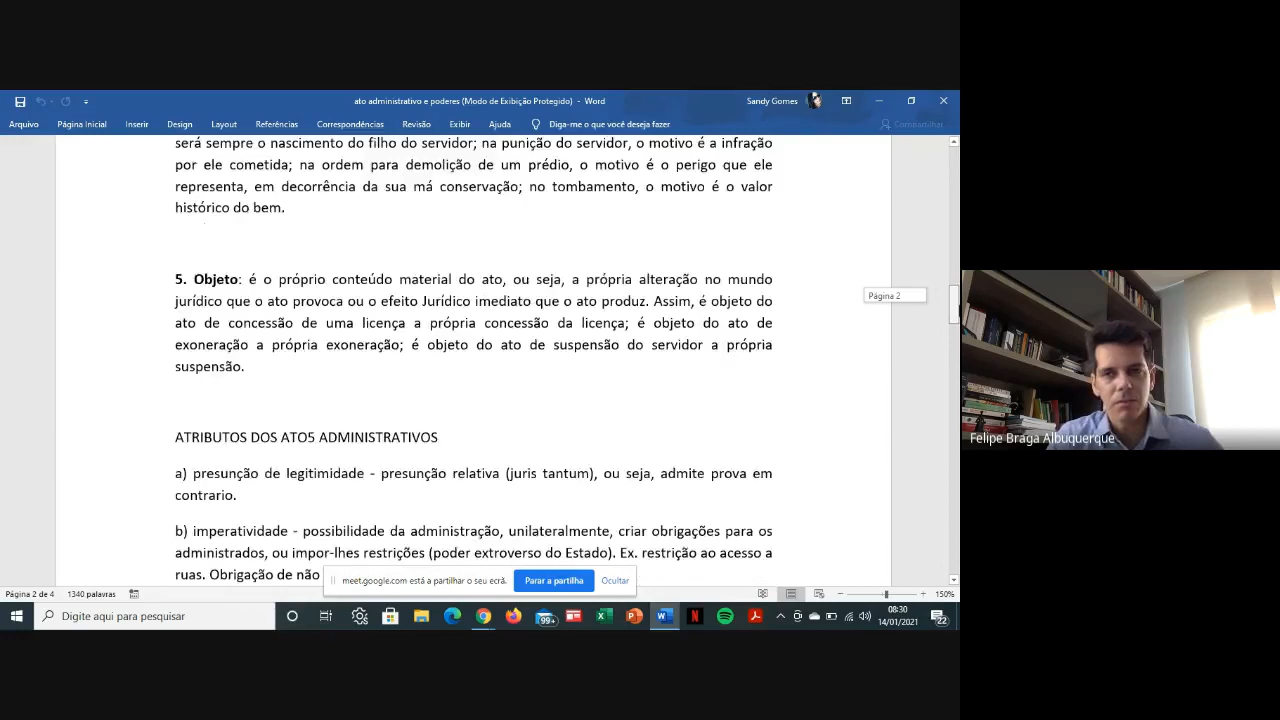 ato administrativo e poderes (Modo de Exibição Protegido) - Word
Sandy Gomes
Arquivo Página Inicial Inserir Design Layout Referências Correspondências Revisão Exibir Ajuda Diga-me o que você deseja fazer Compartilhar
será sempre o nascimento do filho do servidor; na punição do servidor, o motivo é a infração
por ele cometida; na ordem para demolição de um prédio, o motivo é o perigo que ele
representa, em decorrência da sua má conservação; no tombamento, o motivo é o valor
histórico do bem.
5. Objeto: é o próprio conteúdo material do ato, ou seja, a própria alteração no mundo
jurídico que o ato provoca ou o efeito Jurídico imediato que o ato produz. Assim, é objeto do
ato de concessão de uma licença a própria concessão da licença; é objeto do ato de
exoneração a própria exoneração; é objeto do ato de suspensão do servidor a própria
suspensão.
Página 2
ATRIBUTOS DOS ATO5 ADMINISTRATIVOS
a) presunção de legitimidade - presunção relativa (juris tantum), ou seja, admite prova em
contrario.
b) imperatividade - possibilidade da administração, unilateralmente, criar obrigações para os
administrados, ou impor-lhes restrições (poder extroverso do Estado). Ex. restrição ao acesso a
ruas. Obrigação de não
meet.google.com está a partilhar o seu ecrã. Parar a partilha Ocultar
Página 2 de 4 1340 palavras 150%
Digite aqui para pesquisar
99+
08:30
14/01/2021
22
Felipe Braga Albuquerque